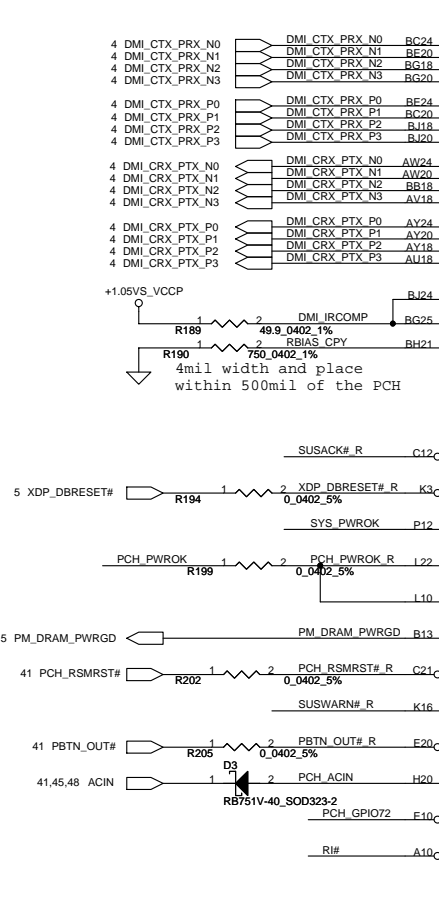 4 DMI_CTX_PRX_N0 DMI_CTX_PRX_N0 BC24
4 DMI_CTX_PRX_N1 DMI_CTX_PRX_N1 BE20
4 DMI_CTX_PRX_N2 DMI_CTX_PRX_N2 BG18
4 DMI_CTX_PRX_N3 DMI_CTX_PRX_N3 BG20
4 DMI_CTX_PRX_P0 DMI_CTX_PRX_P0 BE24
4 DMI_CTX_PRX_P1 DMI_CTX_PRX_P1 BC20
4 DMI_CTX_PRX_P2 DMI_CTX_PRX_P2 BJ18
4 DMI_CTX_PRX_P3 DMI_CTX_PRX_P3 BJ20
4 DMI_CRX_PTX_N0 DMI_CRX_PTX_N0 AW24
4 DMI_CRX_PTX_N1 DMI_CRX_PTX_N1 AW20
4 DMI_CRX_PTX_N2 DMI_CRX_PTX_N2 BB18
4 DMI_CRX_PTX_N3 DMI_CRX_PTX_N3 AV18
4 DMI_CRX_PTX_P0 DMI_CRX_PTX_P0 AY24
4 DMI_CRX_PTX_P1 DMI_CRX_PTX_P1 AY20
4 DMI_CRX_PTX_P2 DMI_CRX_PTX_P2 AY18
4 DMI_CRX_PTX_P3 DMI_CRX_PTX_P3 AU18
+1.05VS_VCCP
BJ24
1 2 DMI_IRCOMP BG25
R189 49.9_0402_1%
1 2 RBIAS_CPY BH21
R190 750_0402_1%
4mil width and place
within 500mil of the PCH
SUSACK#_R C12
5 XDP_DBRESET# 1 2 XDP_DBRESET#_R K3
R194 0_0402_5%
SYS_PWROK P12
PCH_PWROK 1 2 PCH_PWROK_R L22
R199 0_0402_5%
L10
5 PM_DRAM_PWRGD PM_DRAM_PWRGD B13
41 PCH_RSMRST# 1 2 PCH_RSMRST#_R C21
R202 0_0402_5%
SUSWARN#_R K16
41 PBTN_OUT# 1 2 PBTN_OUT#_R E20
R205 0_0402_5%
D3
41,45,48 ACIN 1 2 PCH_ACIN H20
RB751V-40_SOD323-2
PCH_GPIO72 E10
RI# A10